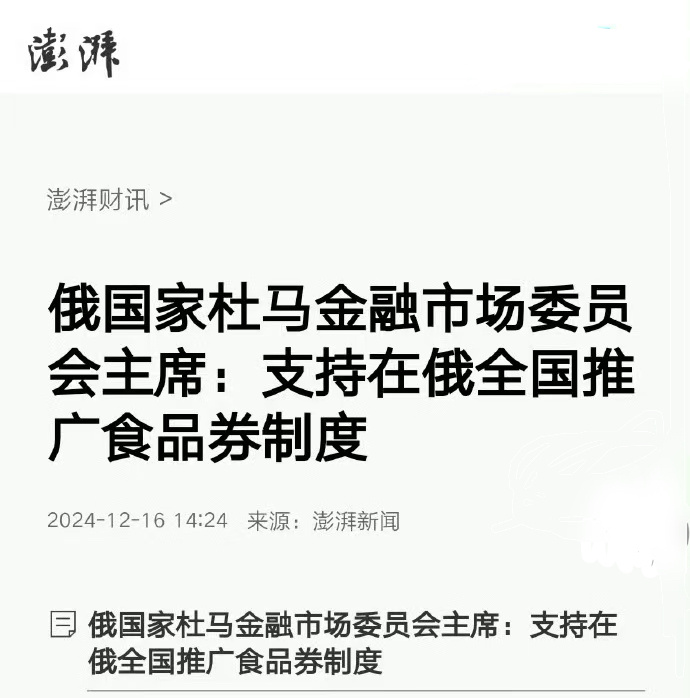 澎湃
澎湃财讯 >
俄国家杜马金融市场委员
会主席：支持在俄全国推
广食品券制度
2024-12-16 14:24 来源：澎湃新闻
俄国家杜马金融市场委员会主席：支持在
俄全国推广食品券制度